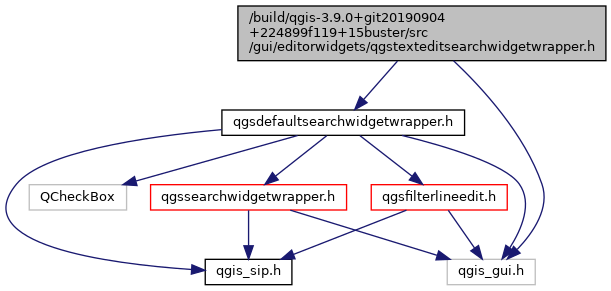 /build/qgis-3.9.0+git20190904
+224899f119+15buster/src
/gui/editorwidgets/qgstexteditsearchwidgetwrapper.h
qgsdefaultsearchwidgetwrapper.h
QCheckBox
qgssearchwidgetwrapper.h
qgsfilterlineedit.h
qgis_sip.h
qgis_gui.h